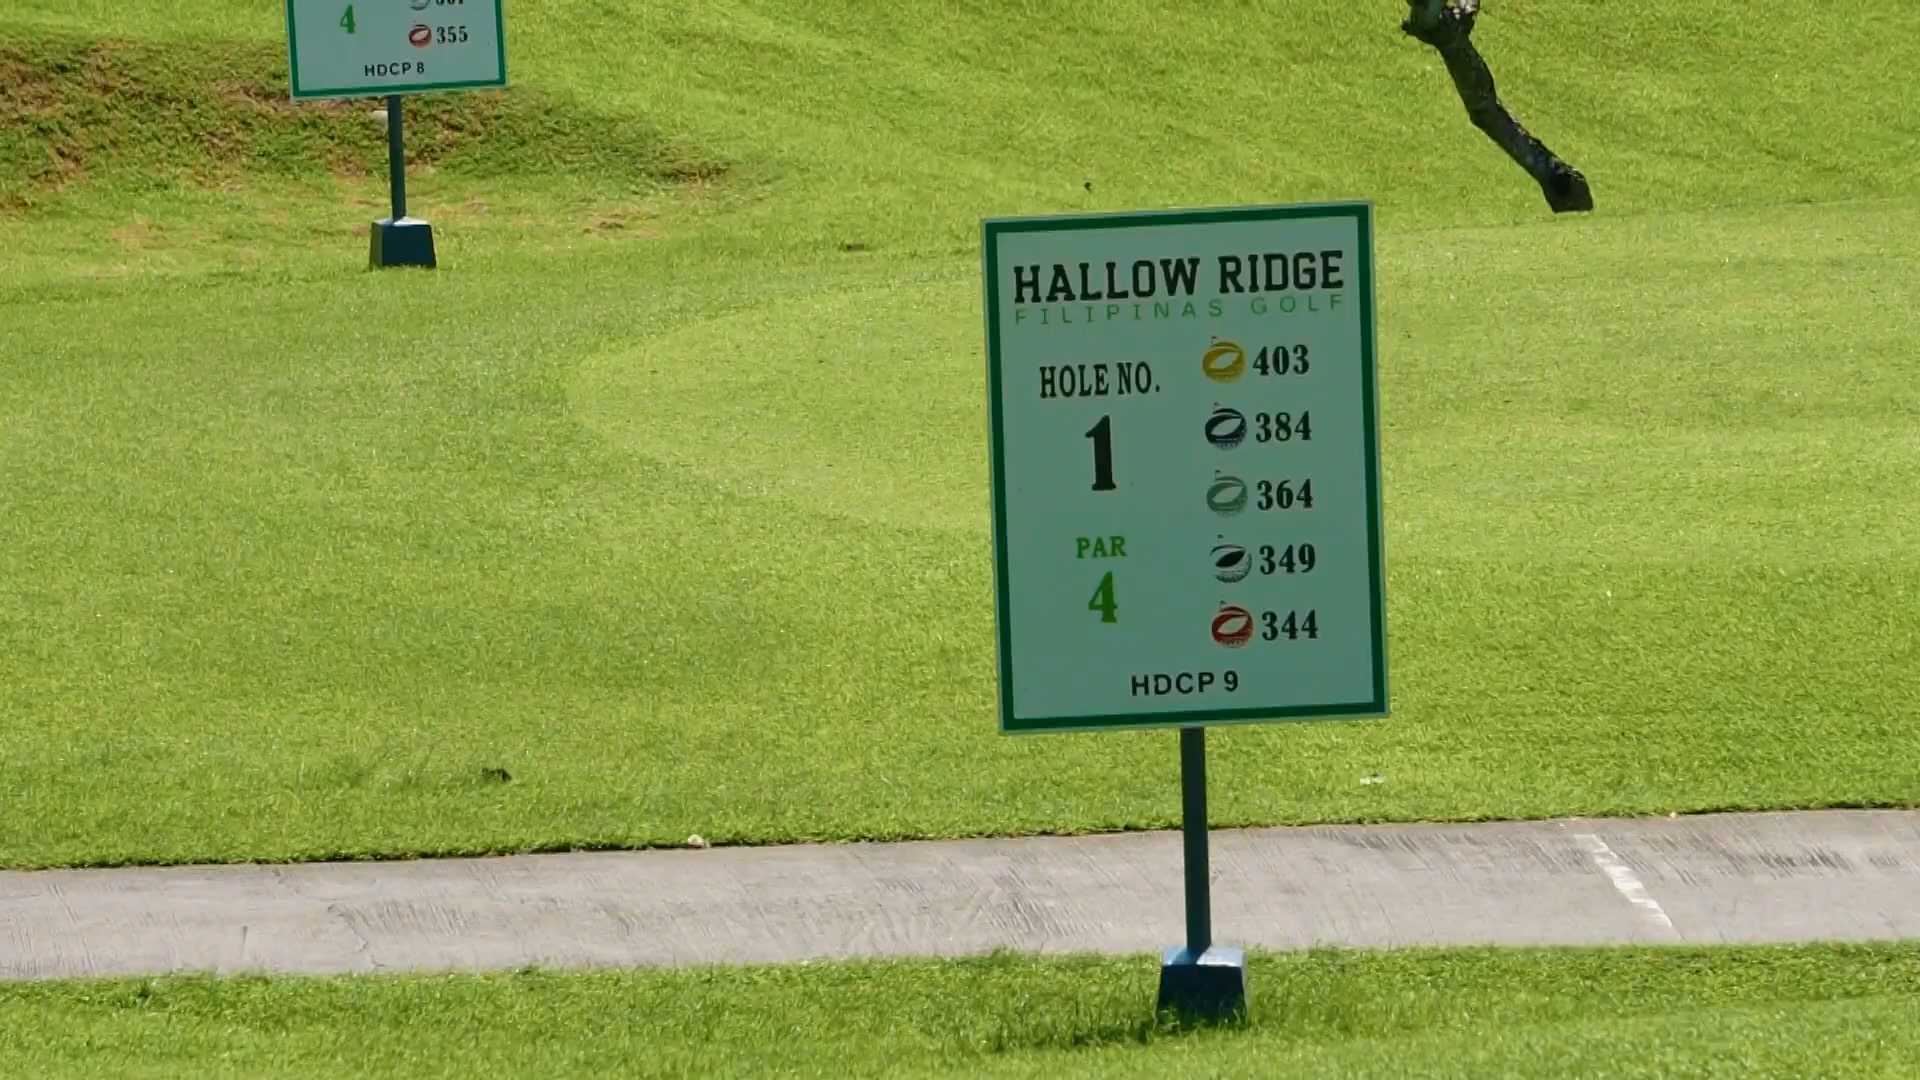 4
355
HDCP 8
HALLOW RIDGE
FILIPINAS GOLF
HOLE NO.
1
PAR
4
403
384
364
349
344
HDCP 9